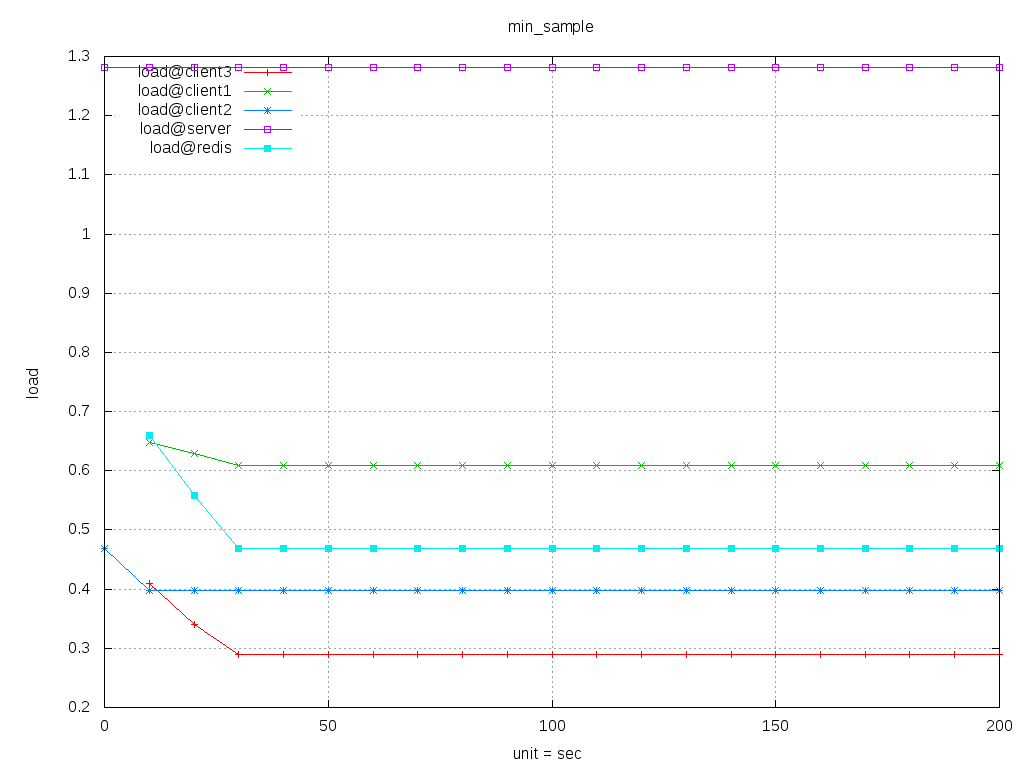 min_sample
1.3
1.2
1.1
1
0.9
0.8
0.7
0.6
0.5
0.4
0.3
0.2
load@client3
load@client1
load@client2
load@server
load@redis
load
0 50 100 150 200
unit = sec